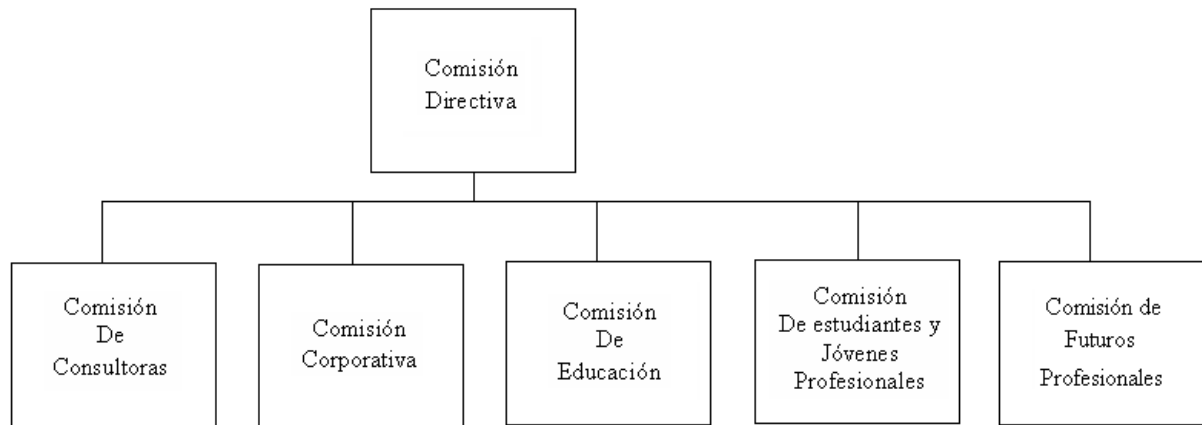 Comisión
Directiva
Comisión
De
Consultoras
Comisión
Corporativa
Comisión
De
Educación
Comisión
De estudiantes y
Jóvenes
Profesionales
Comisión de
Futuros
Profesionales